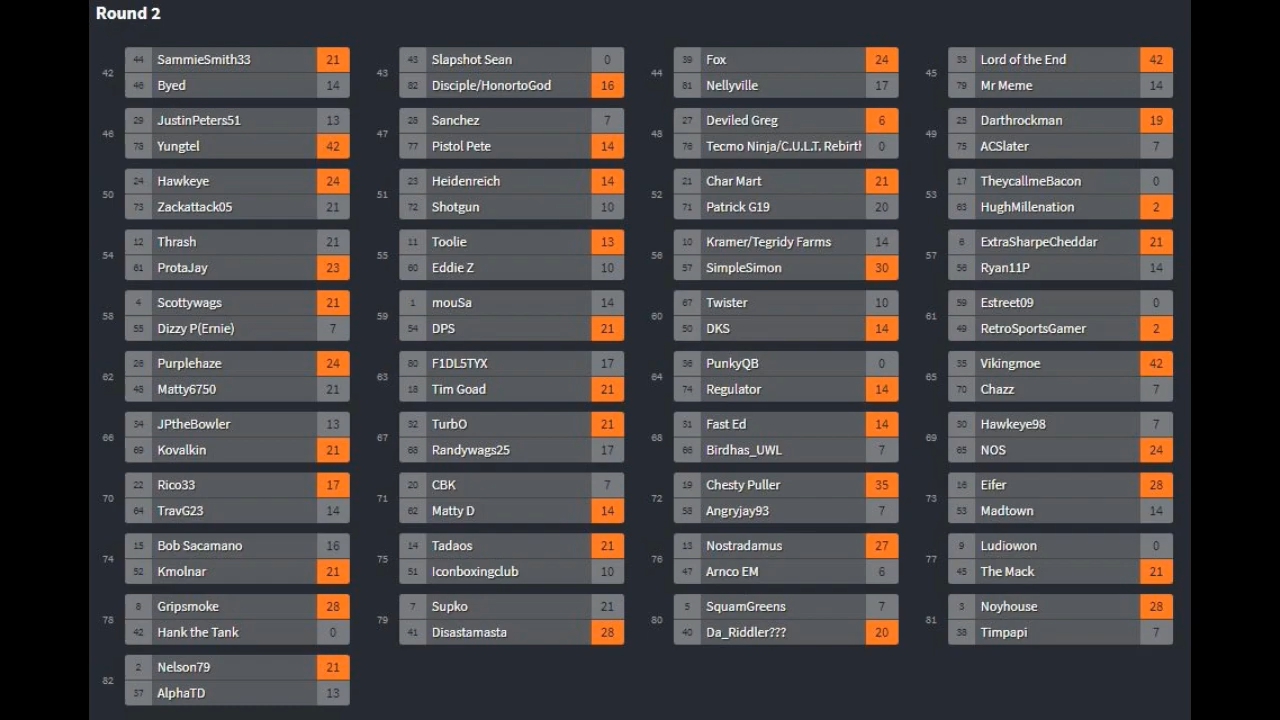 Round 2
42
44 SammieSmith33 21
46 Byed 14
43
43 Slapshot Sean 0
82 Disciple/HonortoGod 16
44
39 Fox 24
81 Nellyville 17
45
33 Lord of the End 42
79 Mr Meme 14
46
29 JustinPeters51 13
78 Yungtel 42
47
28 Sanchez 7
77 Pistol Pete 14
48
27 Deviled Greg 6
76 Tecmo Ninja/C.U.L.T. Rebirth 0
49
25 Darthrockman 19
75 ACSlater 7
50
24 Hawkeye 24
73 Zackattack05 21
51
23 Heidenreich 14
72 Shotgun 10
52
21 Char Mart 21
71 Patrick G19 20
53
17 TheycallmeBacon 0
63 HughMillenation 2
54
12 Thrash 21
61 ProtaJay 23
55
11 Toolie 13
60 Eddie Z 10
56
10 Kramer/Tegridy Farms 14
57 SimpleSimon 30
57
6 ExtraSharpeCheddar 21
56 Ryan11P 14
58
4 Scottywags 21
55 Dizzy P(Ernie) 7
59
1 mouSa 14
54 DPS 21
60
67 Twister 10
50 DKS 14
61
59 Estreet09 0
49 RetroSportsGamer 2
62
26 Purplehaze 24
48 Matty6750 21
63
80 F1DL5TYX 17
18 Tim Goad 21
64
36 PunkyQB 0
74 Regulator 14
65
35 Vikingmoe 42
70 Chazz 7
66
34 JPtheBowler 13
69 Kovalkin 21
67
32 TurbO 21
68 Randywags25 17
68
31 Fast Ed 14
66 Birdhas_UWL 7
69
30 Hawkeye98 7
65 NOS 24
70
22 Rico33 17
64 TravG23 14
71
20 CBK 7
62 Matty D 14
72
19 Chesty Puller 35
58 Angryjay93 7
73
16 Eifer 28
53 Madtown 14
74
15 Bob Sacamano 16
52 Kmolnar 21
75
14 Tadaos 21
51 Iconboxingclub 10
76
13 Nostradamus 27
47 Arnco EM 6
77
9 Ludiowon 0
45 The Mack 21
78
8 Gripsmoke 28
42 Hank the Tank 0
79
7 Supko 21
41 Disastamasta 28
80
5 SquamGreens 7
40 Da_Riddler??? 20
81
3 Noyhouse 28
38 Timpapi 7
82
2 Nelson79 21
37 AlphaTD 13